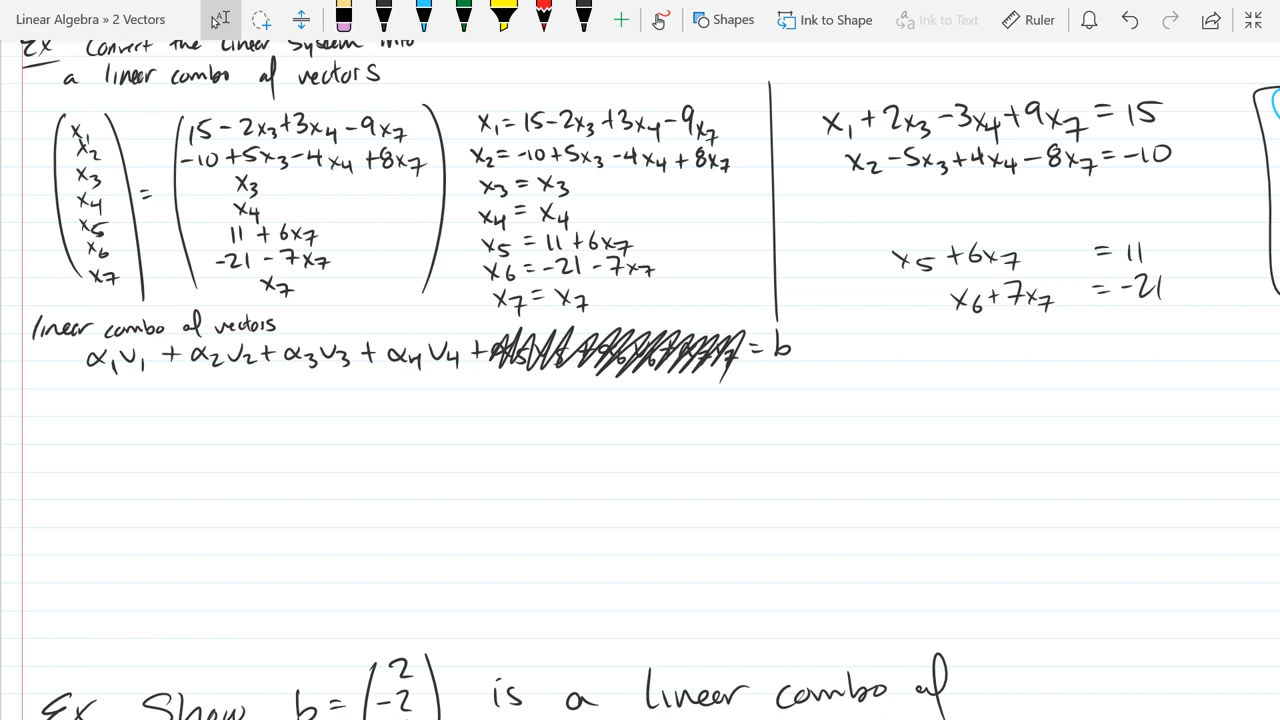 Linear Algebra » 2 Vectors
Shapes
Ink to Shape
Ink to Text
Ruler
Ex Convert the linear system into
a linear combo of vectors
(x1 x2 x3 x4 x5 x6 x7) =
15 - 2x3 + 3x4 - 9x7
-10 + 5x3 - 4x4 + 8x7
x3
x4
11 + 6x7
-21 - 7x7
x7
x1 = 15 - 2x3 + 3x4 - 9x7
x2 = -10 + 5x3 - 4x4 + 8x7
x3 = x3
x4 = x4
x5 = 11 + 6x7
x6 = -21 - 7x7
x7 = x7
x1 + 2x3 - 3x4 + 9x7 = 15
x2 - 5x3 + 4x4 - 8x7 = -10
x5 + 6x7 = 11
x6 + 7x7 = -21
linear combo of vectors
α1v1 + α2v2 + α3v3 + α4v4 + = b
Ex Show b = (2 -2 is a linear combo of